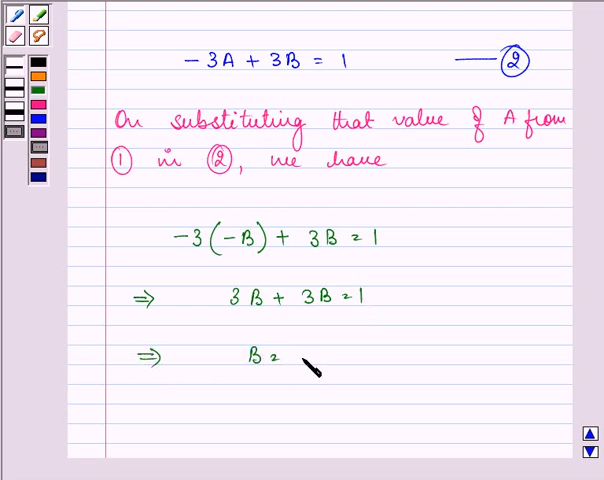 - 3A + 3B = 1 —— ②
On substituting that value of A from
① in ②, we have
-3(-B) + 3B = 1
⇒ 3B + 3B = 1
⇒ B =